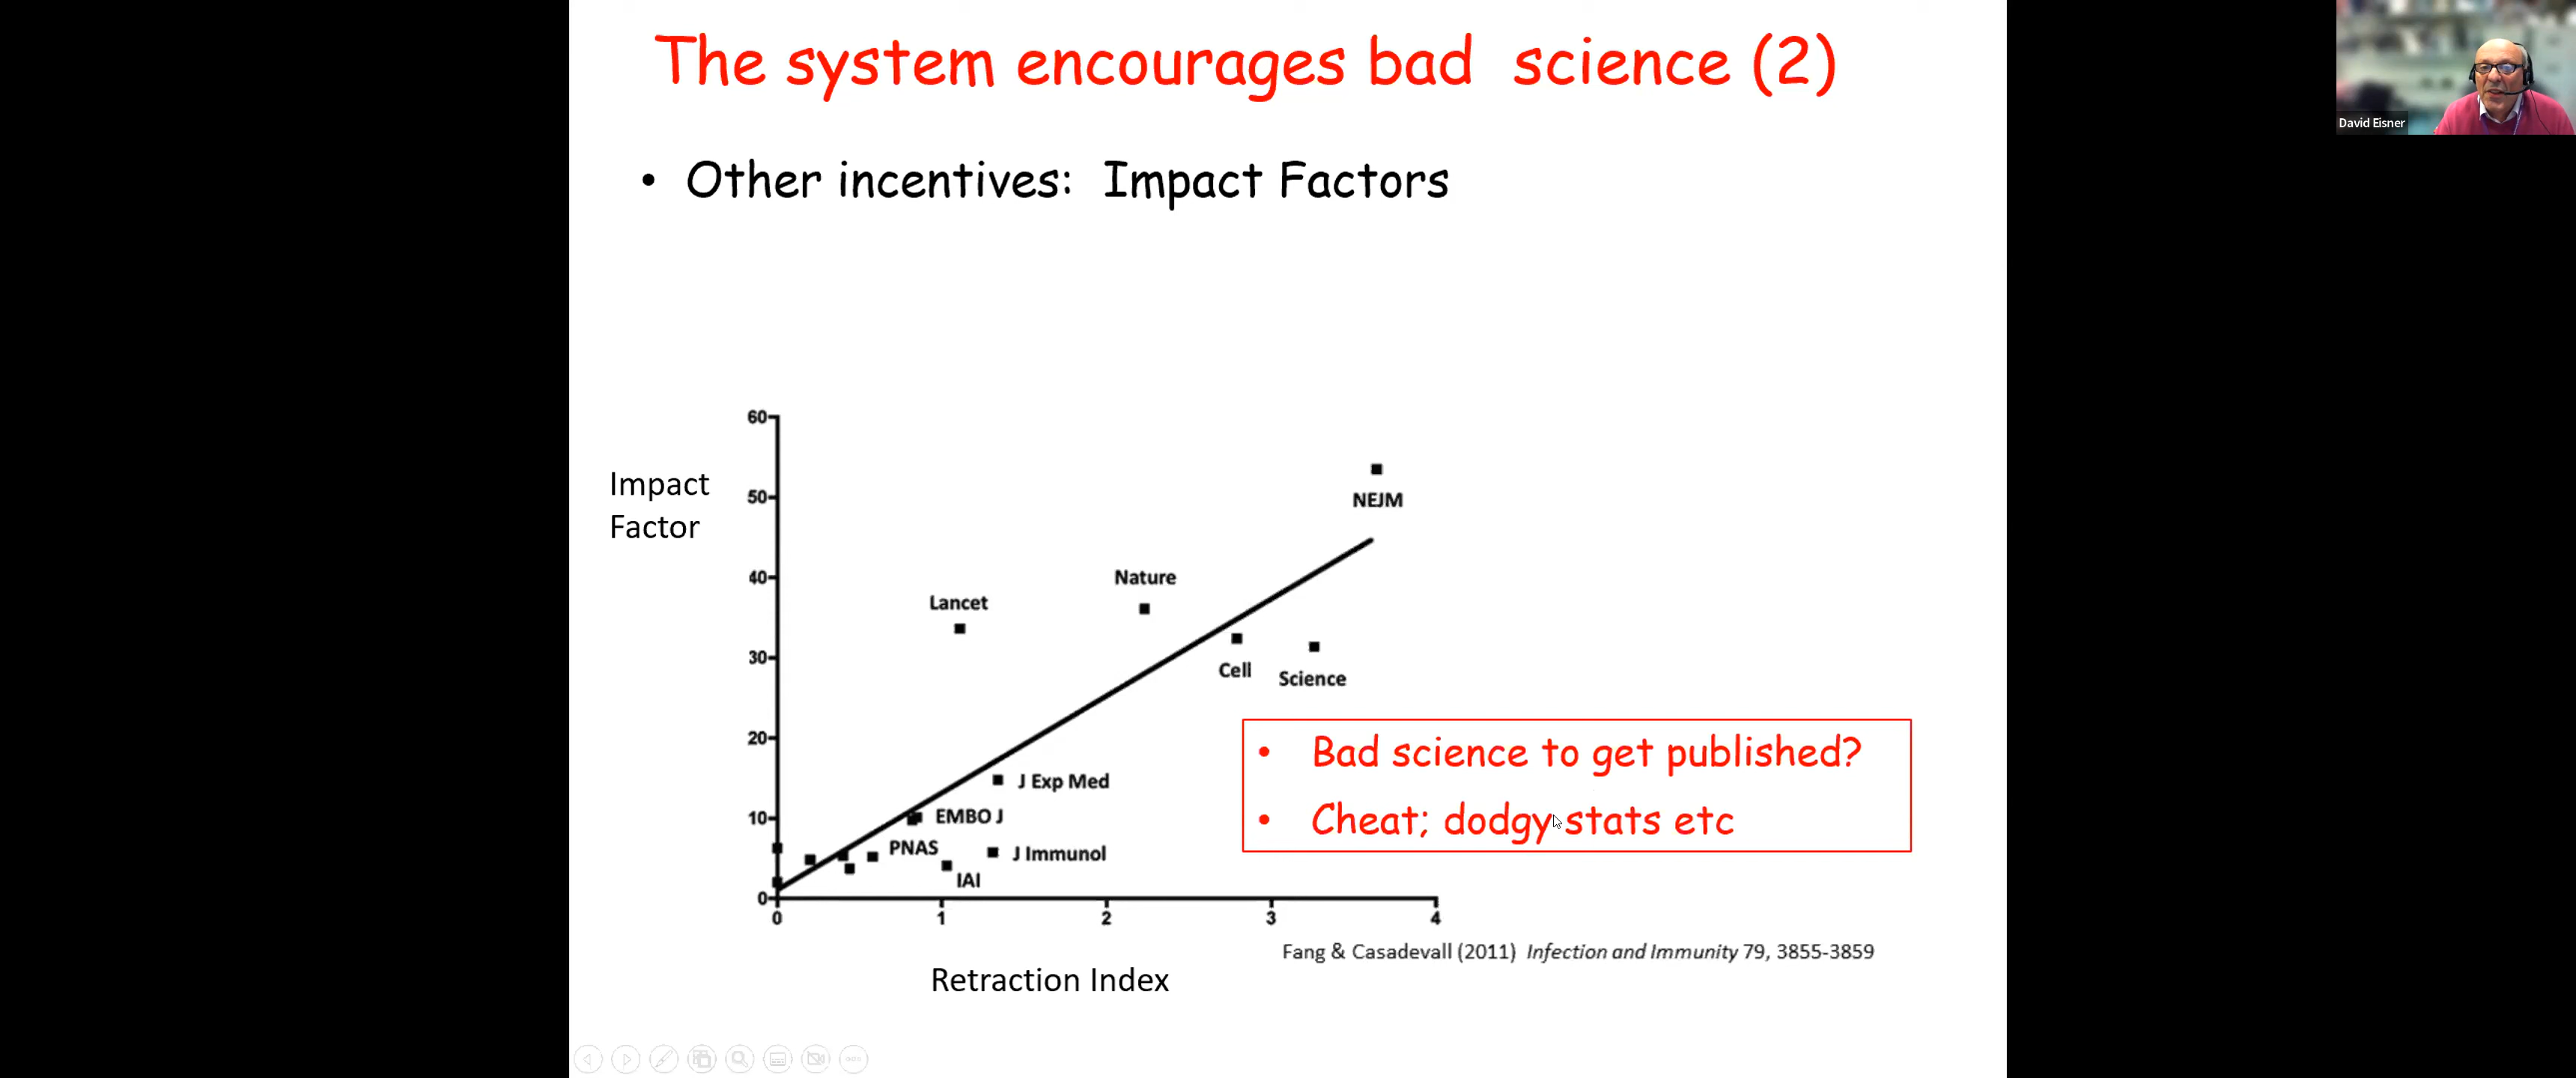 The system encourages bad science (2)
David Eisner
• Other incentives: Impact Factors
Impact
Factor
60
50
40
30
20
10
0
0
1
2
3
4
NEJM
Nature
Lancet
Cell
Science
J Exp Med
EMBO J
PNAS
J Immunol
IAI
• Bad science to get published?
• Cheat; dodgy stats etc
Fang & Casadevall (2011) Infection and Immunity 79, 3855-3859
Retraction Index